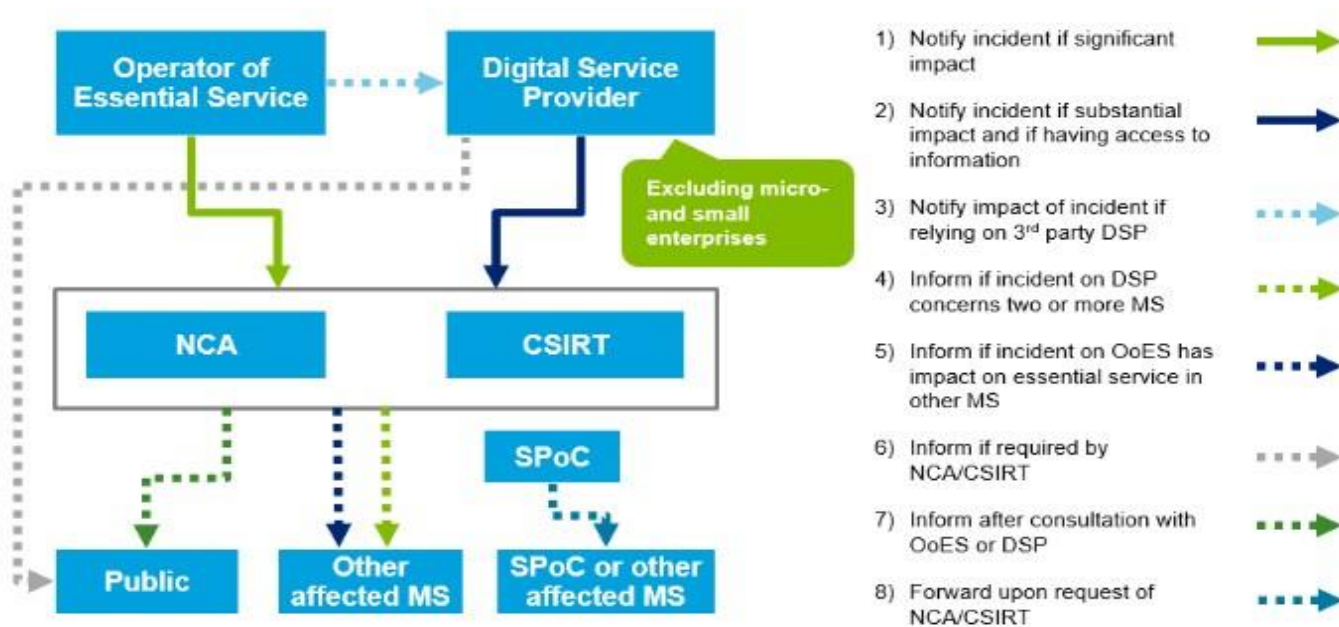 Operator of
Essential Service
Digital Service
Provider
Excluding micro-
and small
enterprises
NCA
CSIRT
SPoC
Public
Other
affected MS
SPoC or other
affected MS
1) Notify incident if significant
impact
2) Notify incident if substantial
impact and if having access to
information
3) Notify impact of incident if
relying on 3rd party DSP
4) Inform if incident on DSP
concerns two or more MS
5) Inform if incident on OoES has
impact on essential service in
other MS
6) Inform if required by
NCA/CSIRT
7) Inform after consultation with
OoES or DSP
8) Forward upon request of
NCA/CSIRT